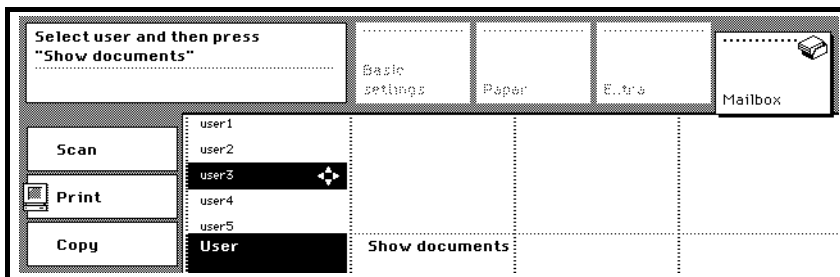 Select user and then press
"Show documents"
Basic
settings
Paper
Extra
Mailbox
Scan
Print
Copy
user1
user2
user3
user4
user5
User
Show documents